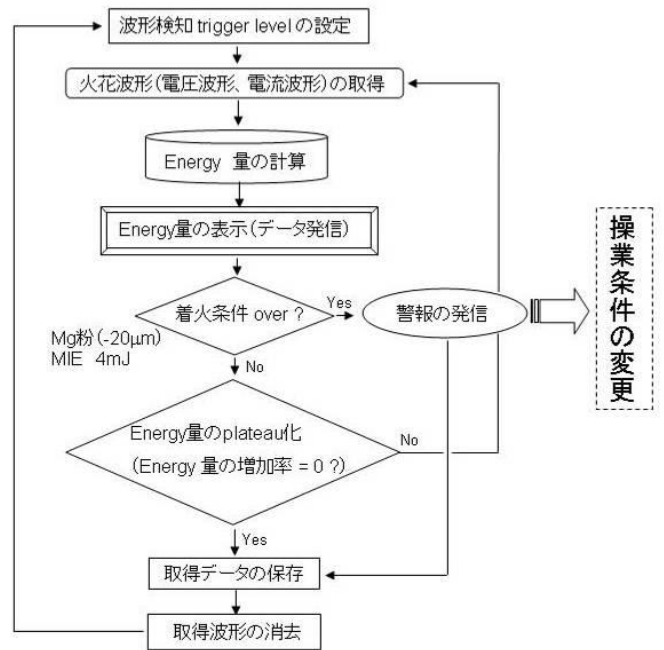 波形検知 trigger level の設定
火花波形(電圧波形、電流波形)の取得
Energy 量の計算
Energy量の表示(データ発信)
着火条件 over ?
Yes
警報の発信
操業条件の変更
Mg粉(-20μm)
MIE 4mJ
No
Energy量のplateau化
(Energy 量の増加率 = 0 ?)
No
Yes
取得データの保存
取得波形の消去